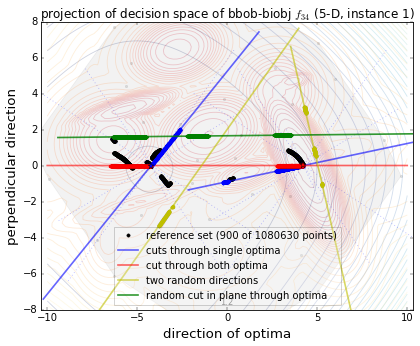 projection of decision space of bbob-biobj f₃₄ (5-D, instance 1)
perpendicular direction
8
6
4
2
0
−2
−4
−6
−8
reference set (900 of 1080630 points)
cuts through single optima
cut through both optima
two random directions
random cut in plane through optima
−10
−5
0
5
10
direction of optima